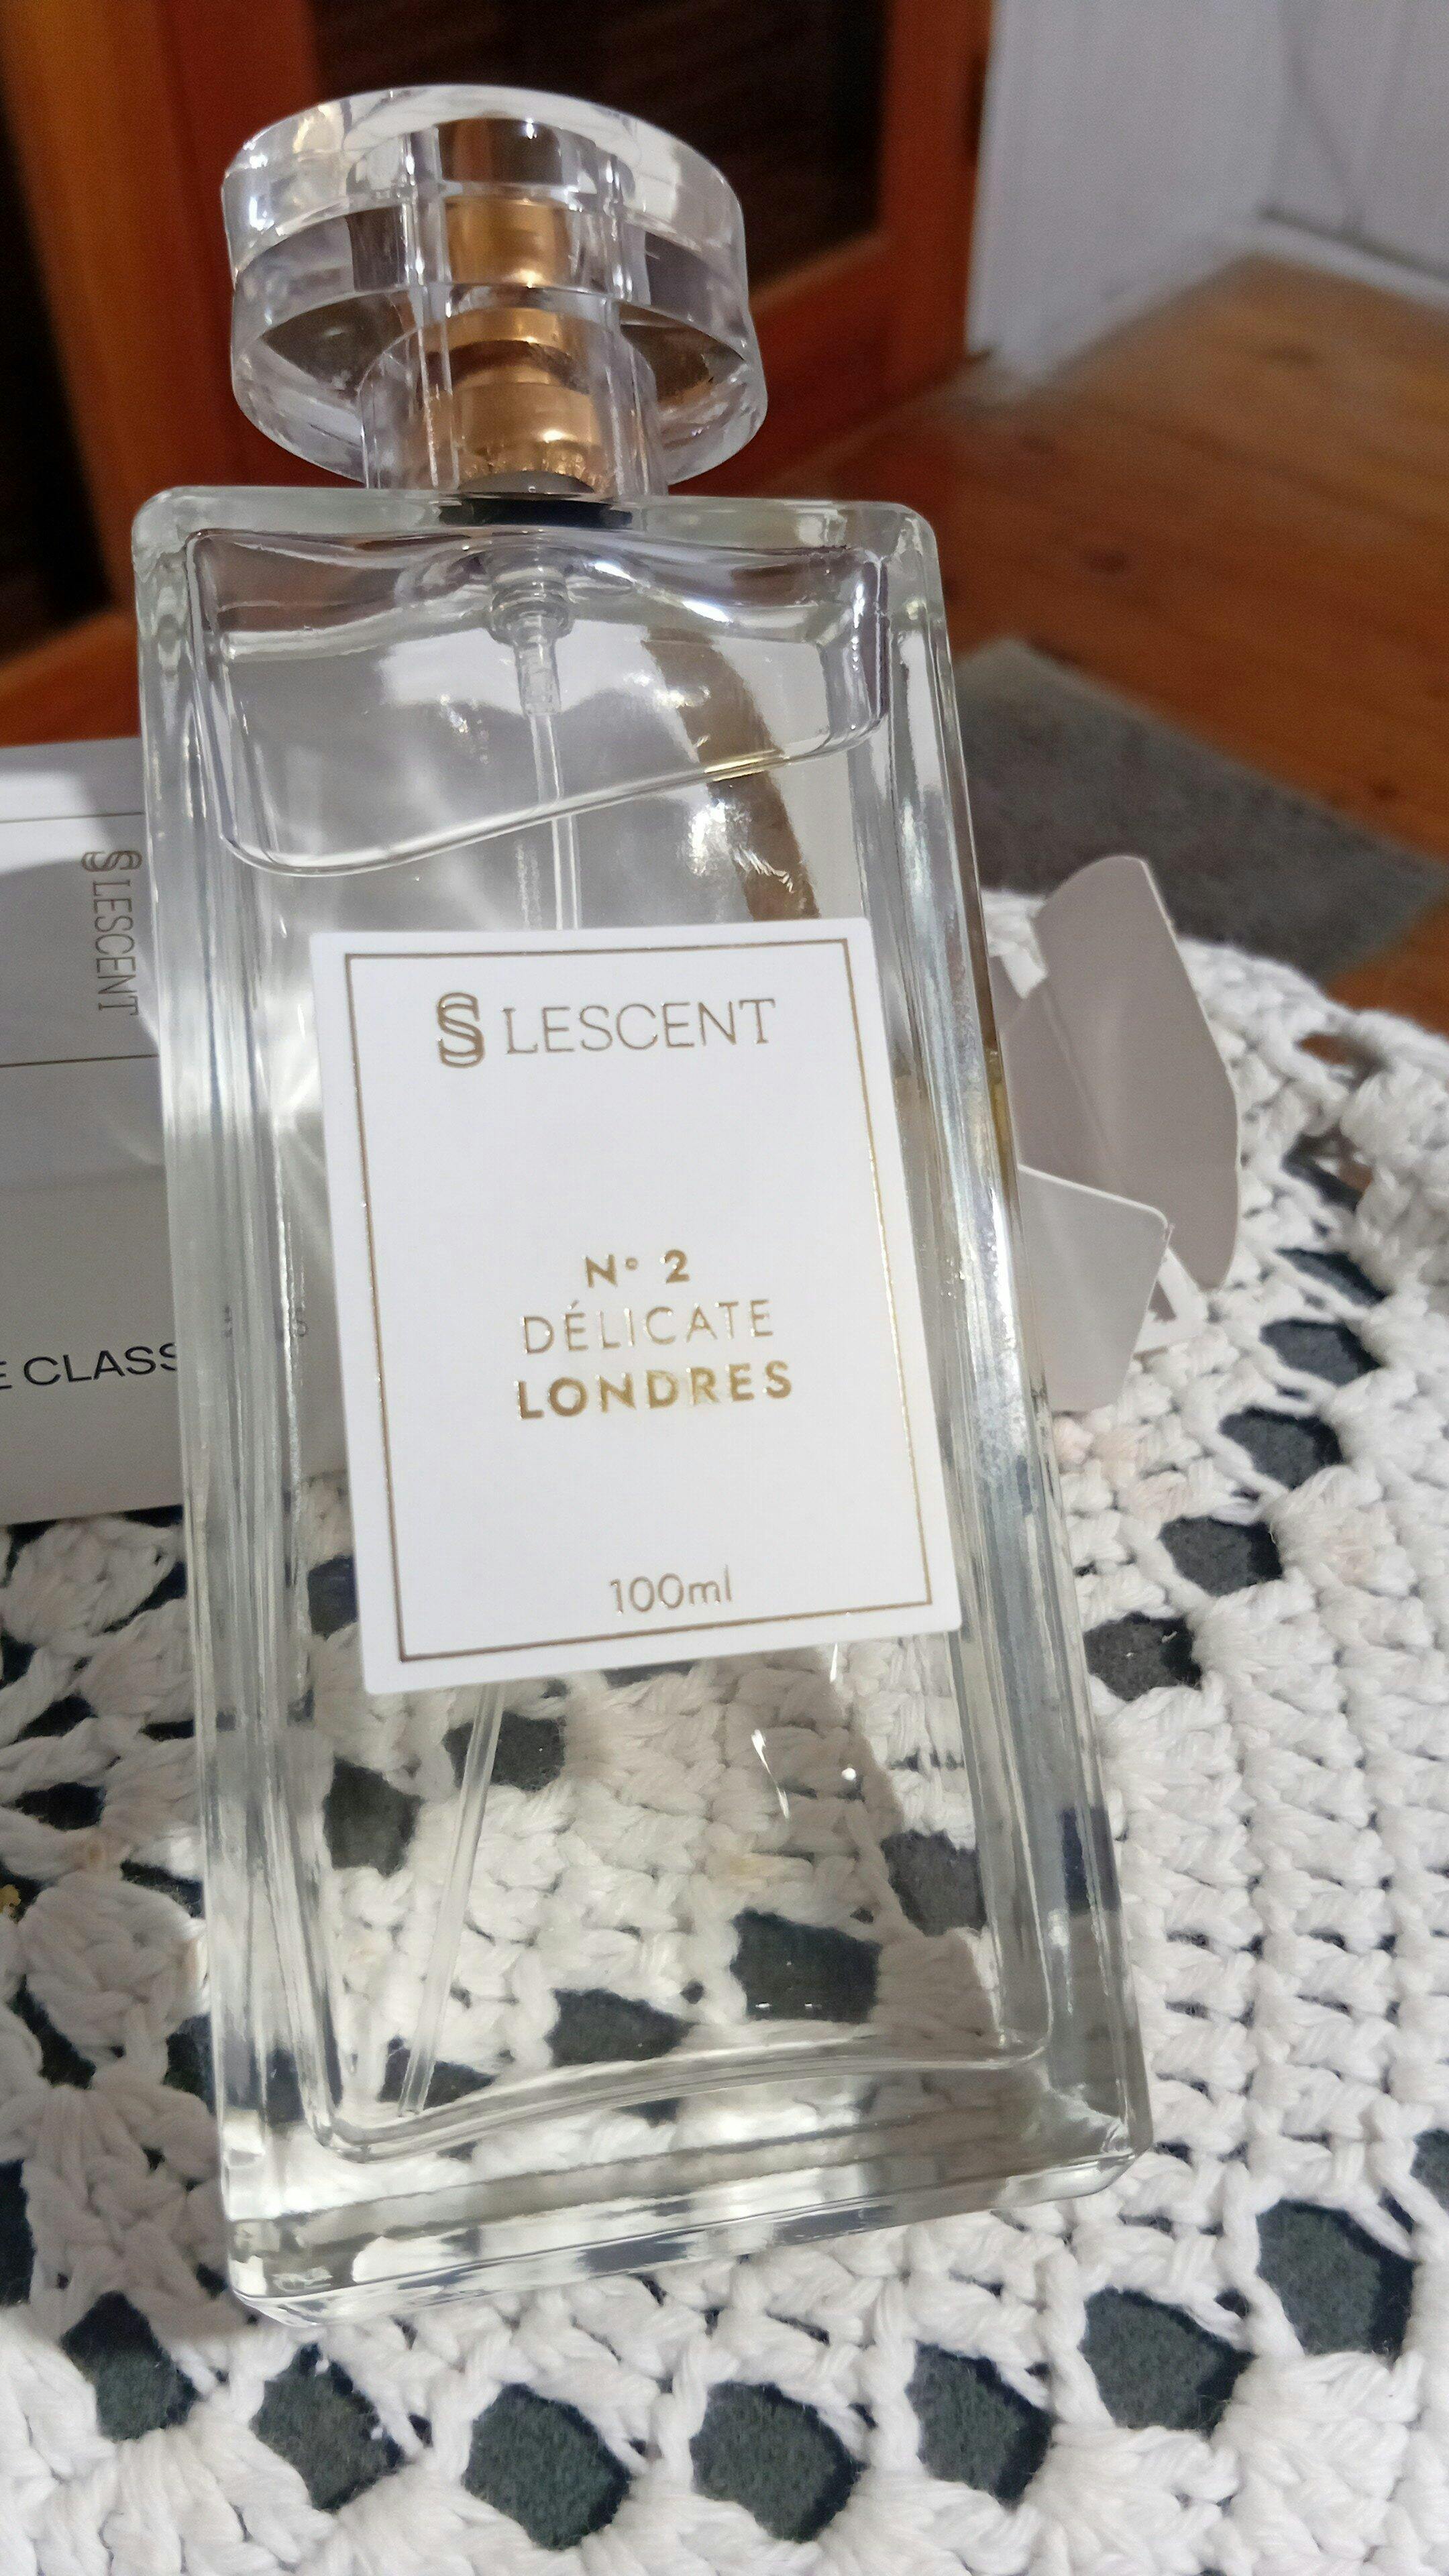 LESCENT
N° 2
DÉLICATE
LONDRES
100ml
LESCENT
E CLASS